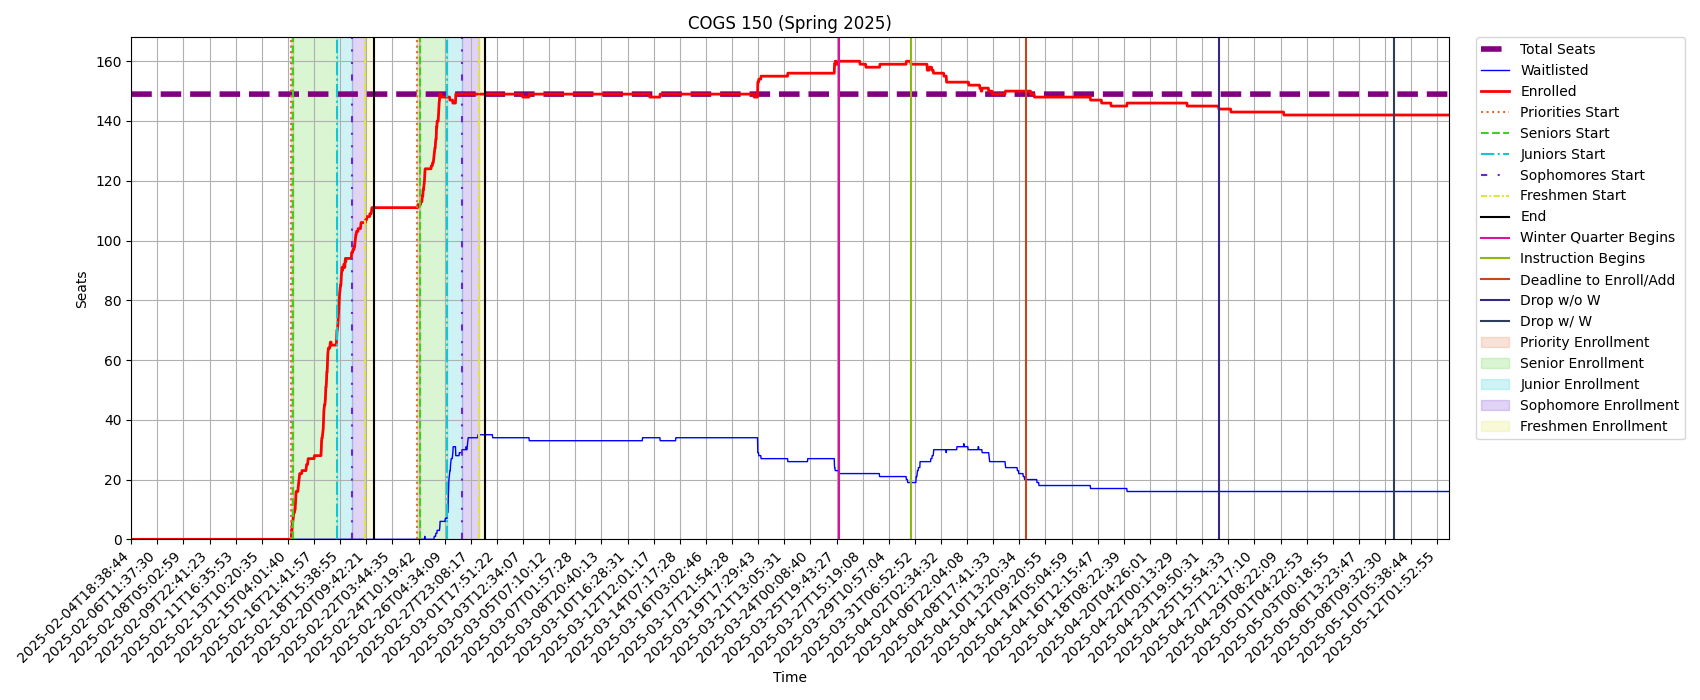 COGS 150 (Spring 2025)
Seats
160
140
120
100
80
60
40
20
0
2025-02-04T18:38:44
2025-02-06T11:37:30
2025-02-08T05:02:59
2025-02-09T22:41:23
2025-02-11T16:35:53
2025-02-13T10:20:35
2025-02-15T04:01:40
2025-02-16T21:41:57
2025-02-18T15:38:55
2025-02-20T09:42:21
2025-02-22T03:44:35
2025-02-24T10:19:42
2025-02-26T04:34:09
2025-02-27T23:08:17
2025-03-01T17:51:22
2025-03-03T12:34:07
2025-03-05T07:10:12
2025-03-07T01:57:28
2025-03-08T20:40:13
2025-03-10T16:28:31
2025-03-12T12:01:17
2025-03-14T07:17:28
2025-03-16T03:02:46
2025-03-17T21:54:28
2025-03-19T17:29:43
2025-03-21T13:05:31
2025-03-24T00:08:40
2025-03-25T19:43:27
2025-03-27T15:19:08
2025-03-29T10:57:04
2025-03-31T06:52:52
2025-04-02T02:34:32
2025-04-06T22:04:08
2025-04-08T17:41:33
2025-04-10T13:20:34
2025-04-12T09:20:55
2025-04-14T05:04:59
2025-04-16T12:15:47
2025-04-18T08:22:39
2025-04-20T04:26:01
2025-04-22T00:13:29
2025-04-23T19:50:31
2025-04-25T15:54:33
2025-04-27T12:17:10
2025-04-29T08:22:09
2025-05-01T04:22:53
2025-05-03T00:18:55
2025-05-06T13:23:47
2025-05-08T09:32:30
2025-05-10T05:38:44
2025-05-12T01:52:55
Time
Total Seats
Waitlisted
Enrolled
Priorities Start
Seniors Start
Juniors Start
Sophomores Start
Freshmen Start
End
Winter Quarter Begins
Instruction Begins
Deadline to Enroll/Add
Drop w/o W
Drop w/ W
Priority Enrollment
Senior Enrollment
Junior Enrollment
Sophomore Enrollment
Freshmen Enrollment